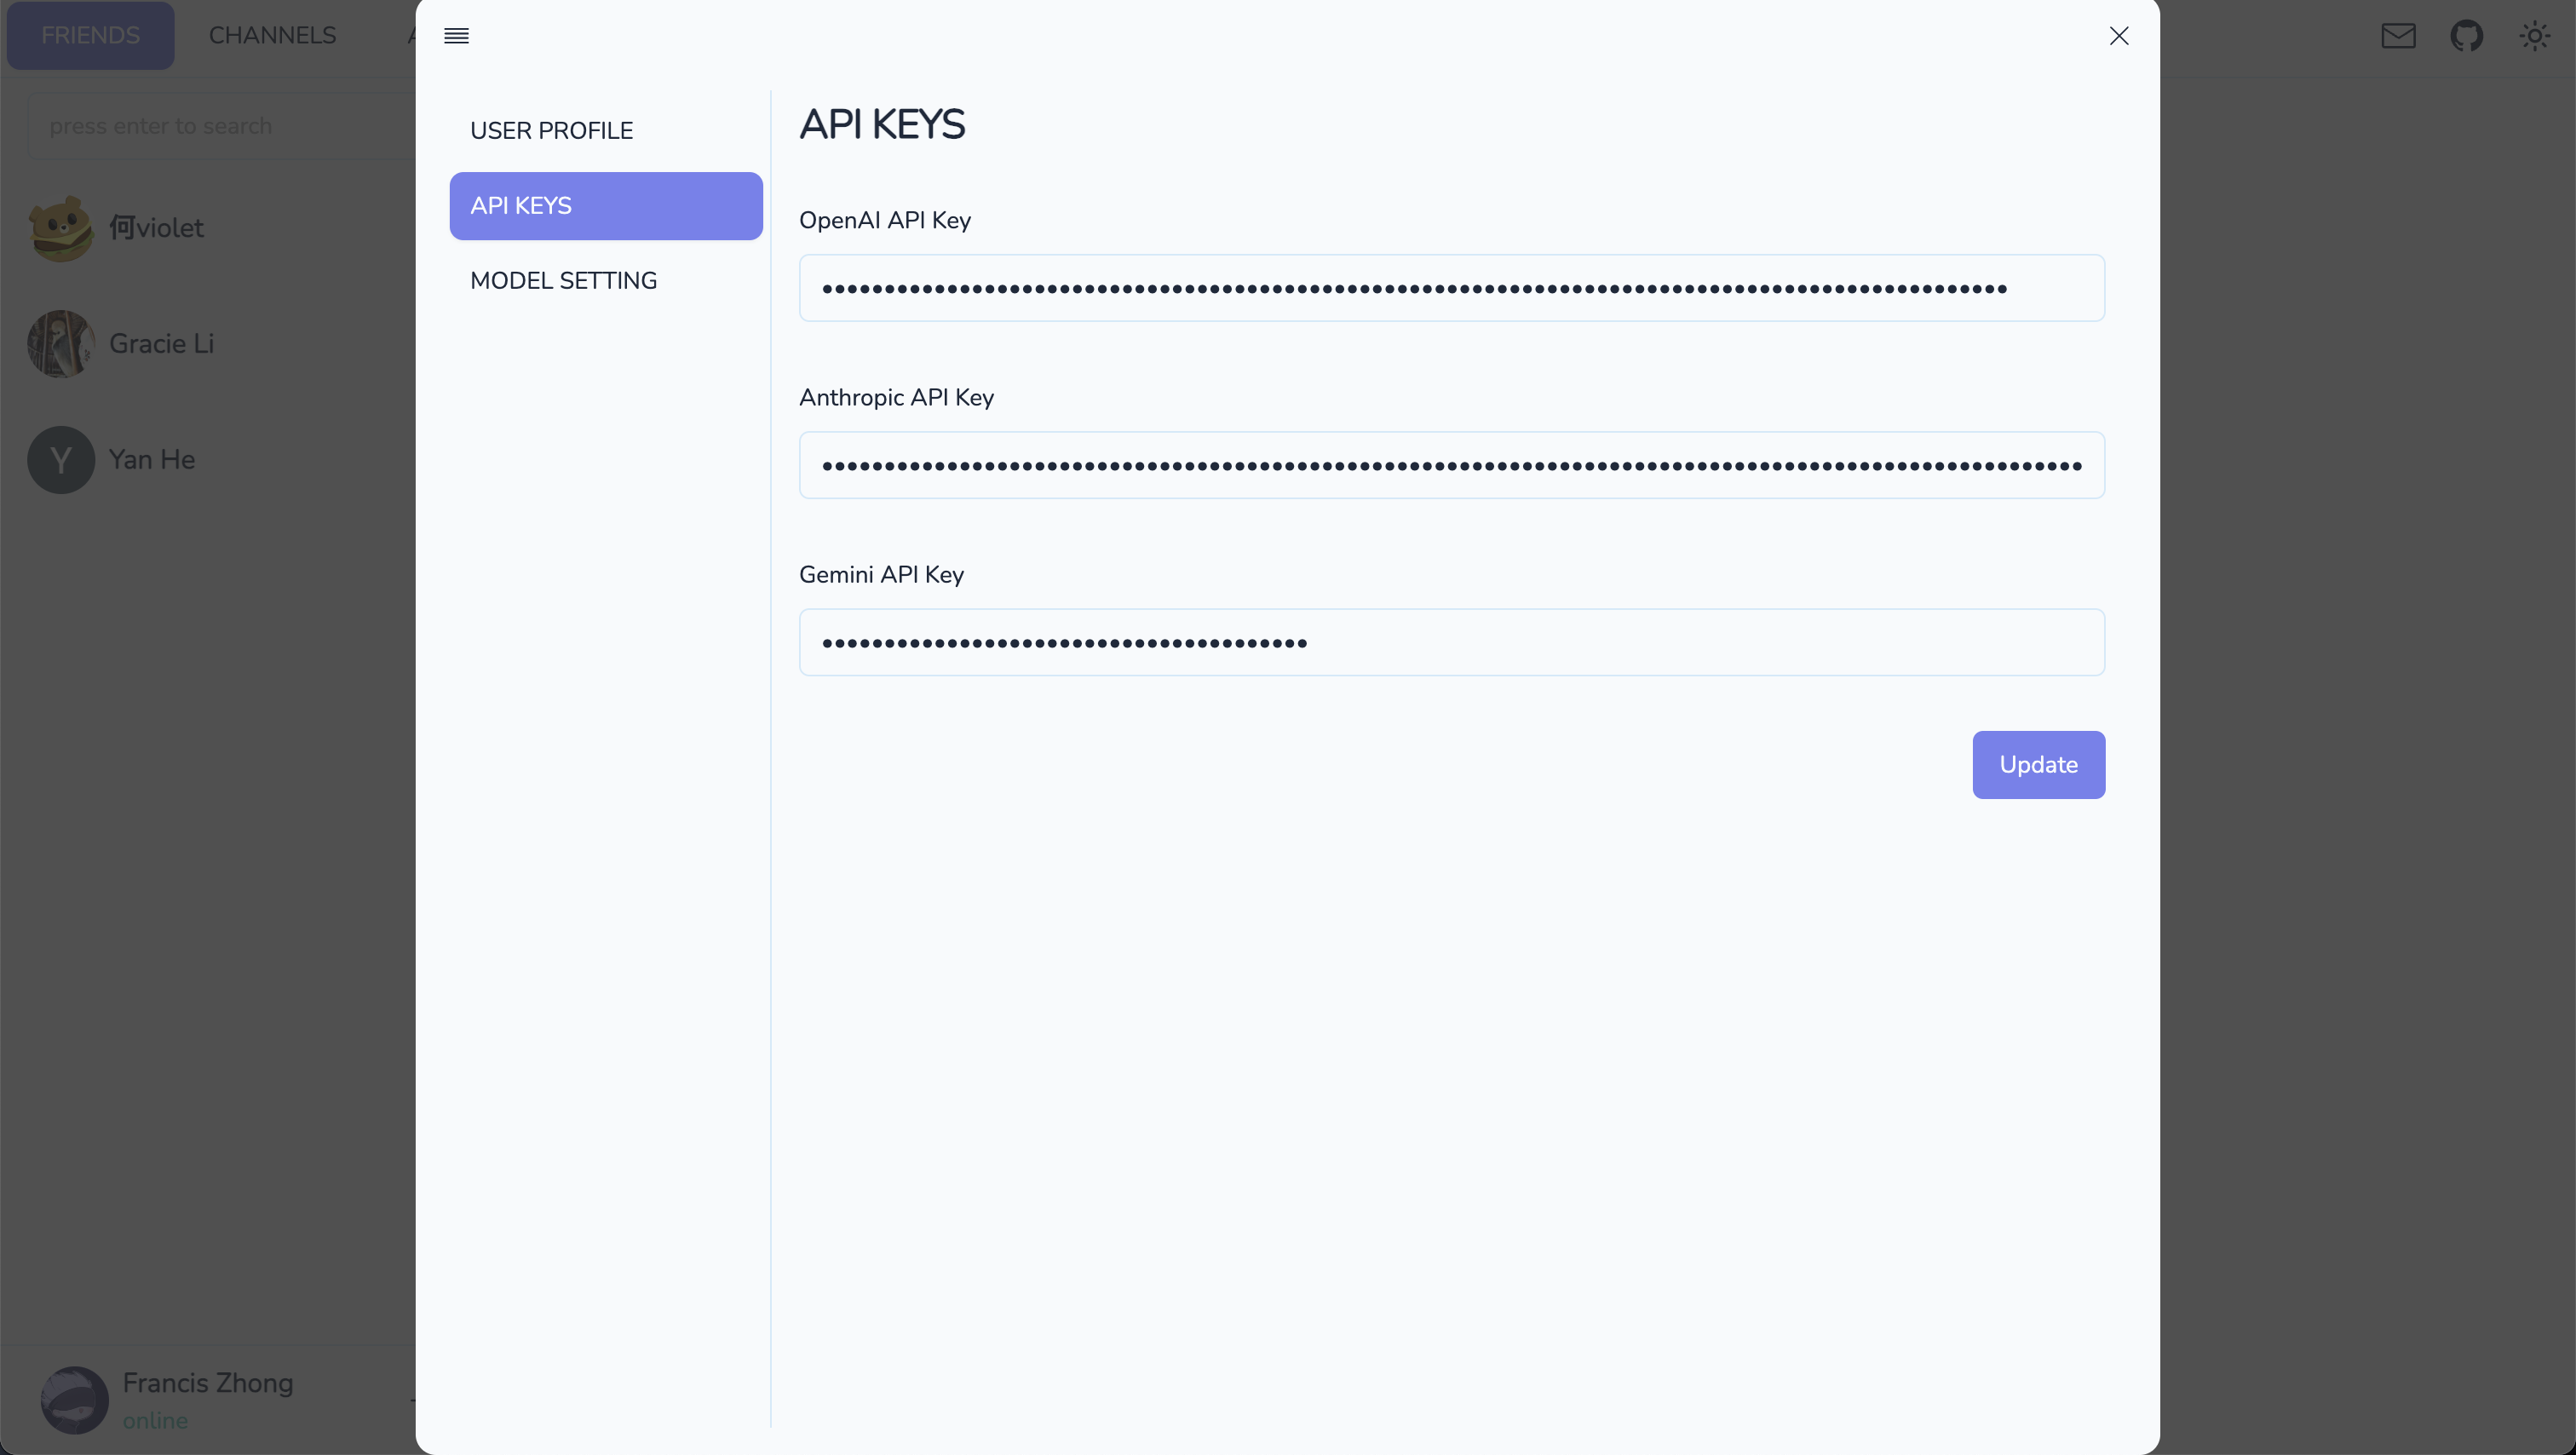 FRIENDS
CHANNELS
press enter to search
何violet
Gracie Li
Y
Yan He
Francis Zhong
online
USER PROFILE
API KEYS
MODEL SETTING
API KEYS
OpenAI API Key
Anthropic API Key
Gemini API Key
Update